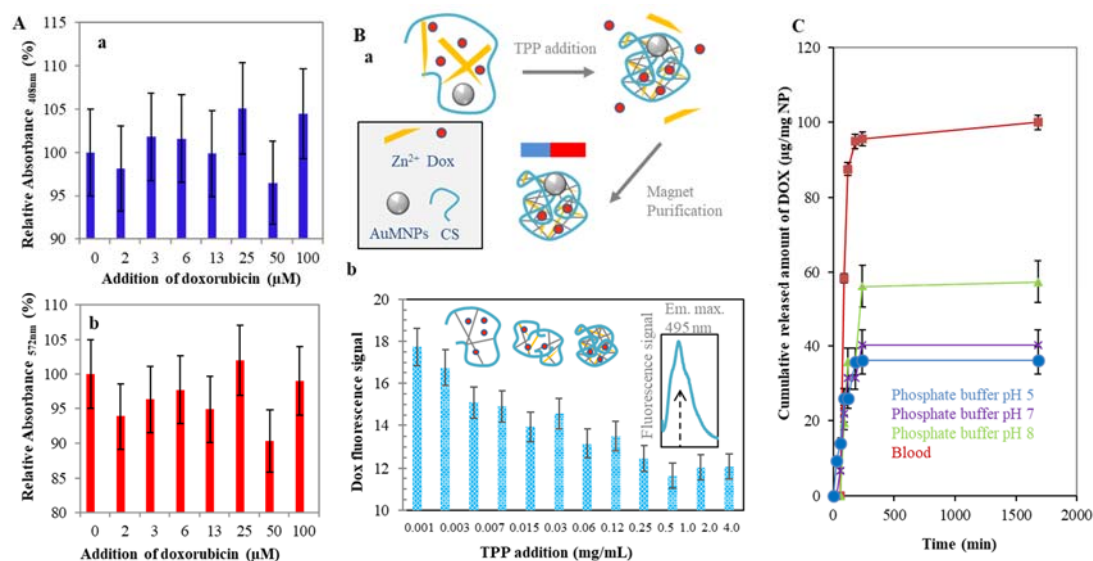 A
a
Relative Absorbance 408nm (%)
115
110
105
100
95
90
0 2 3 6 13 25 50 100
Addition of doxorubicin (µM)
b
Relative Absorbance 572nm (%)
110
105
100
95
90
85
80
0 2 3 6 13 25 50 100
Addition of doxorubicin (µM)
B
a
TPP addition
Zn2+ Dox
AuMNPs CS
Magnet
Purification
b
Dox fluorescence signal
20
18
16
14
12
10
Em. max.
495 nm
Fluorescence signal
0.001 0.003 0.007 0.015 0.03 0.06 0.12 0.25 0.5 1.0 2.0 4.0
TPP addition (mg/mL)
C
Cumulative released amount of DOX (µg/mg NP)
120
100
80
60
40
20
0
Phosphate buffer pH 5
Phosphate buffer pH 7
Phosphate buffer pH 8
Blood
0 500 1000 1500 2000
Time (min)